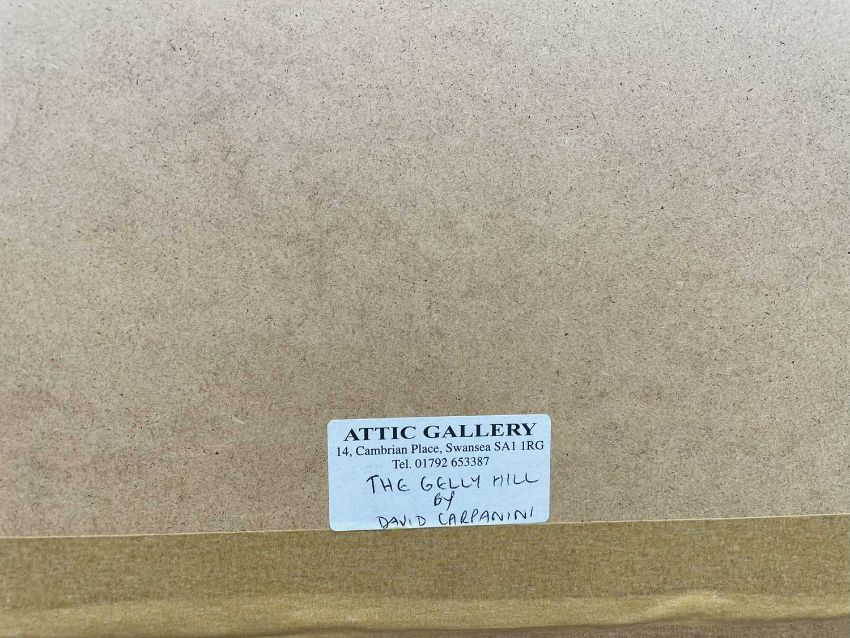 ATTIC GALLERY
14, Cambrian Place, Swansea SA1 1RG
Tel. 01792 653387
THE GELLY HILL
BY
DAVID CARPANINI